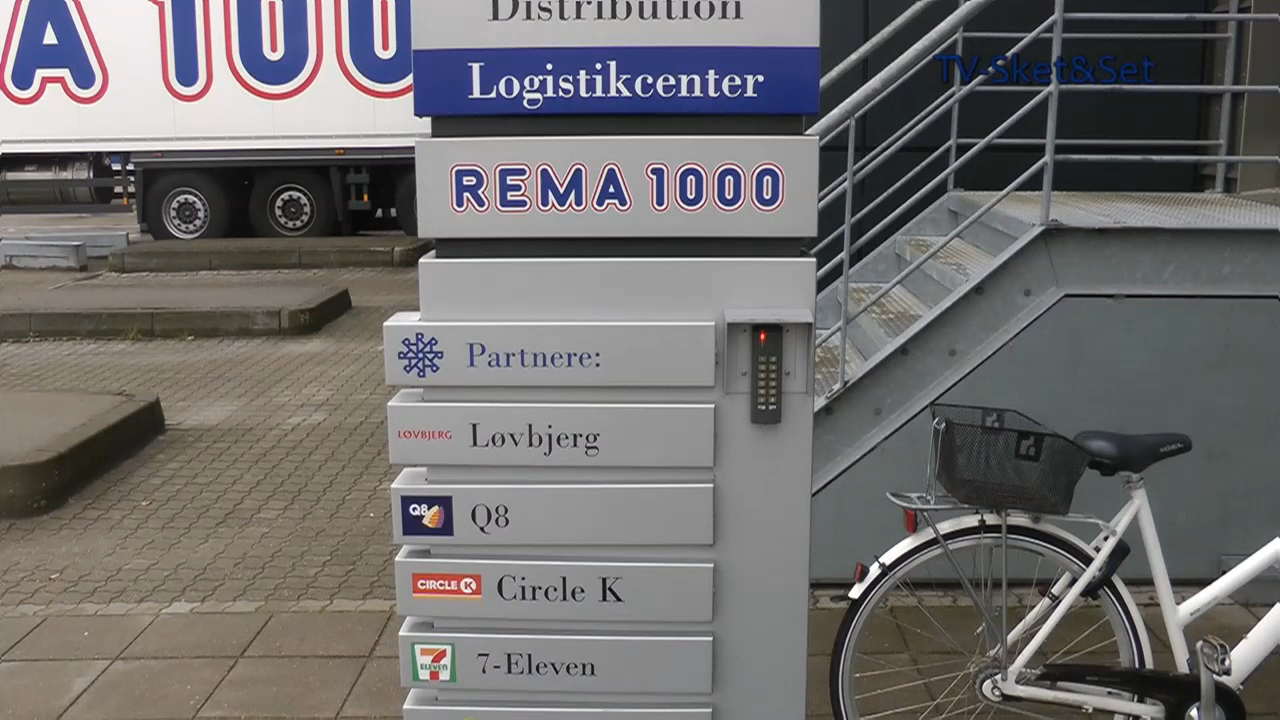 A 100
Distribution
Logistikcenter
TV Sket&Set
REMA 1000
Partnere:
LØVBJERG
Løvbjerg
Q8
Q8
CIRCLE K
Circle K
7 ELEVEN
7-Eleven